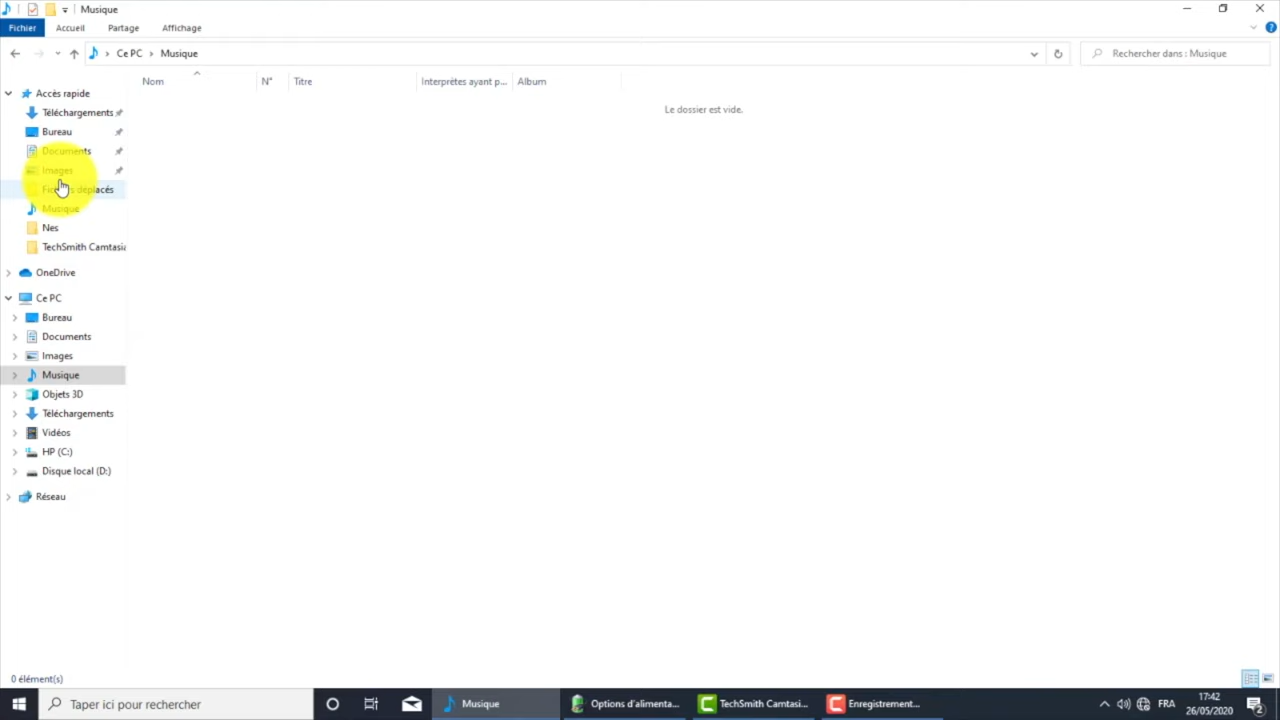 Musique
Fichier Accueil Partage Affichage
Ce PC Musique
Rechercher dans : Musique
Nom N° Titre Interprètes ayant p... Album
Le dossier est vide.
Accès rapide
Téléchargements
Bureau
Documents
Images
Fichiers déplacés
Musique
Nes
TechSmith Camtasia
OneDrive
Ce PC
Bureau
Documents
Images
Musique
Objets 3D
Téléchargements
Vidéos
HP (C:)
Disque local (D:)
Réseau
0 élément(s)
Taper ici pour rechercher
Musique
Options d'alimenta...
TechSmith Camtasi...
Enregistrement...
FRA
17:42
26/05/2020
2